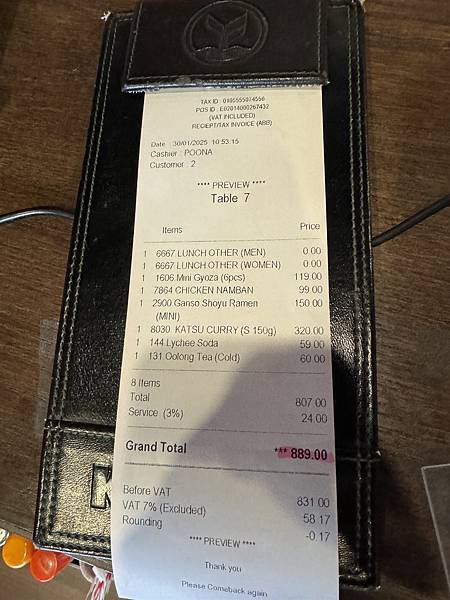 TAX ID : 0105555074556
POS ID : E02014000267432
(VAT INCLUDED)
RECIEPT/TAX INVOICE (ABB)
Date : 30/01/2025 10:53:15
Cashier : POONA
Customer : 2
**** PREVIEW ****
Table 7
Items Price
1 6667.LUNCH OTHER (MEN) 0.00
1 6667.LUNCH OTHER (WOMEN) 0.00
1 1606.Mini Gyoza (6pcs) 119.00
1 7864.CHICKEN NAMBAN 99.00
1 2900.Ganso Shoyu Ramen 150.00
(MINI)
1 8030. KATSU CURRY (S 150g) 320.00
1 144.Lychee Soda 59.00
1 131.Oolong Tea (Cold) 60.00
8 Items
Total 807.00
Service (3%) 24.00
Grand Total *** 889.00
Before VAT 831.00
VAT 7% (Excluded) 58.17
Rounding -0.17
**** PREVIEW ****
Thank you
Please Comeback again